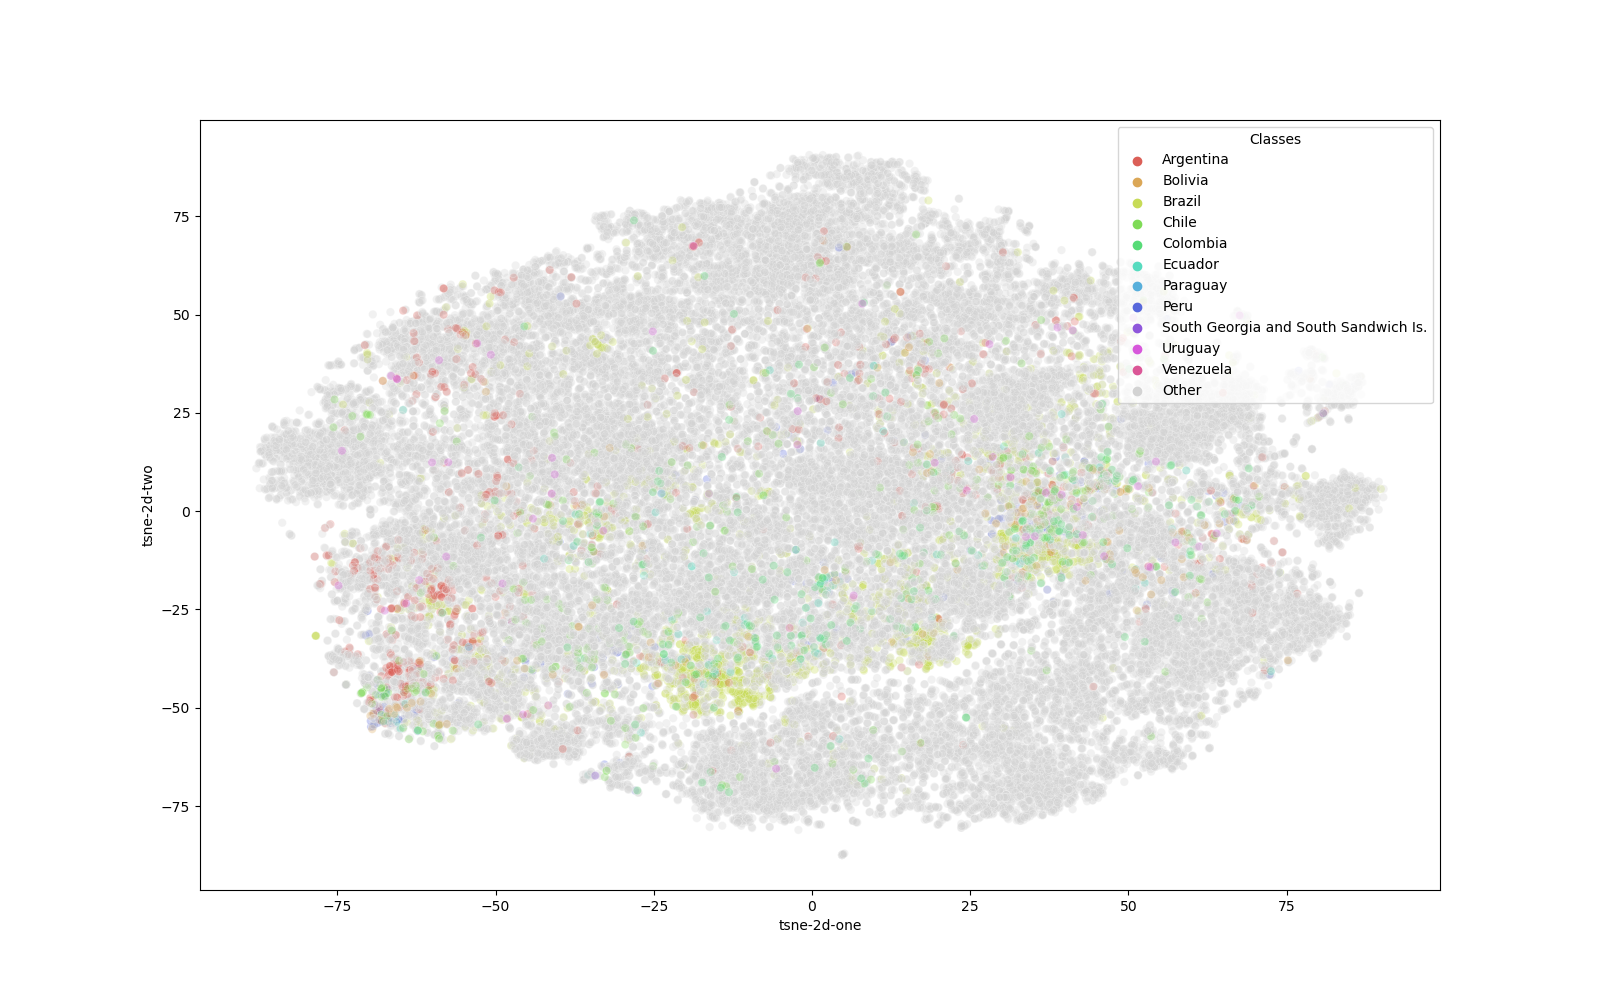 Classes
Argentina
Bolivia
Brazil
Chile
Colombia
Ecuador
Paraguay
Peru
South Georgia and South Sandwich Is.
Uruguay
Venezuela
Other
75
50
25
0
−25
−50
−75
tsne-2d-two
−75 −50 −25 0 25 50 75
tsne-2d-one